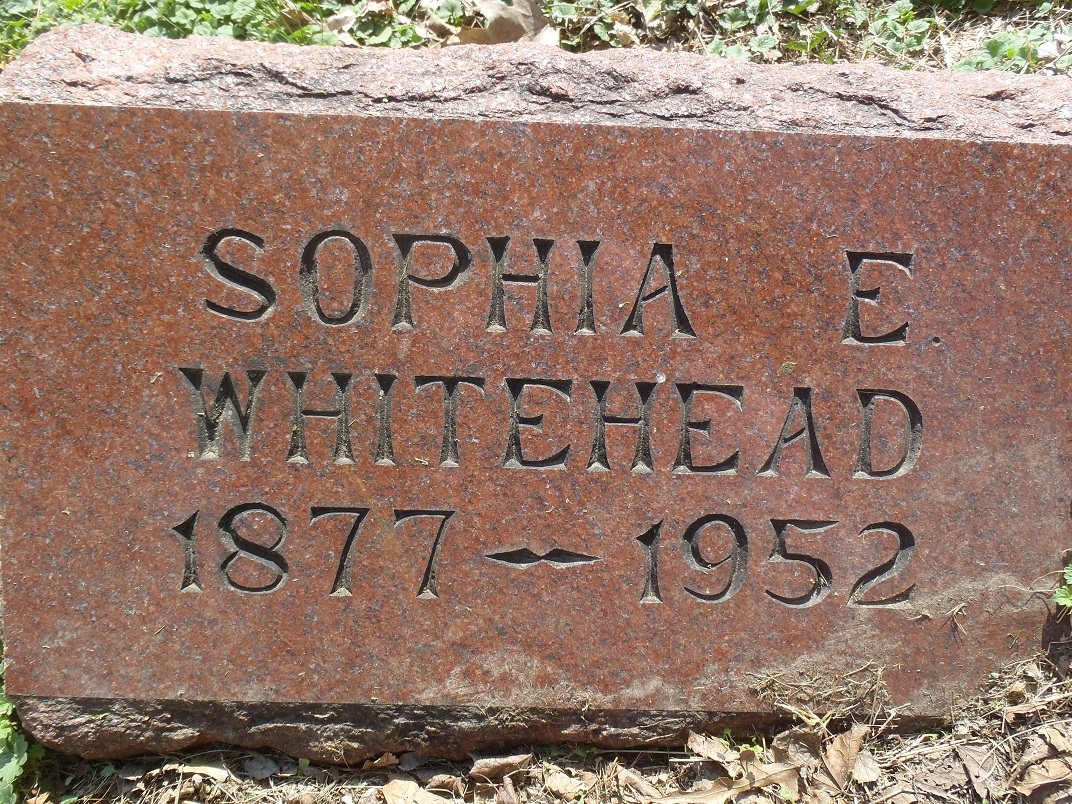 SOPHIA E.
WHITEHEAD
1877 — 1952